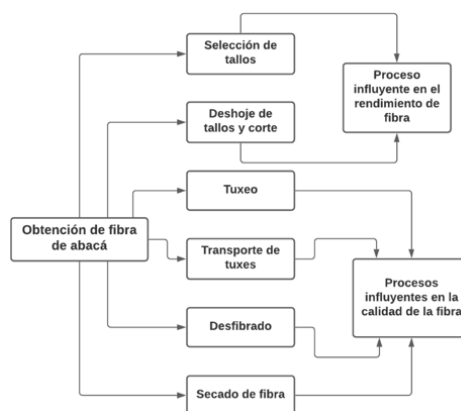 Selección de
tallos
Proceso
influyente en el
rendimiento de
fibra
Deshoje de
tallos y corte
Tuxeo
Obtención de fibra
de abacá
Transporte de
tuxes
Procesos
influyentes en la
calidad de la fibra
Desfibrado
Secado de fibra